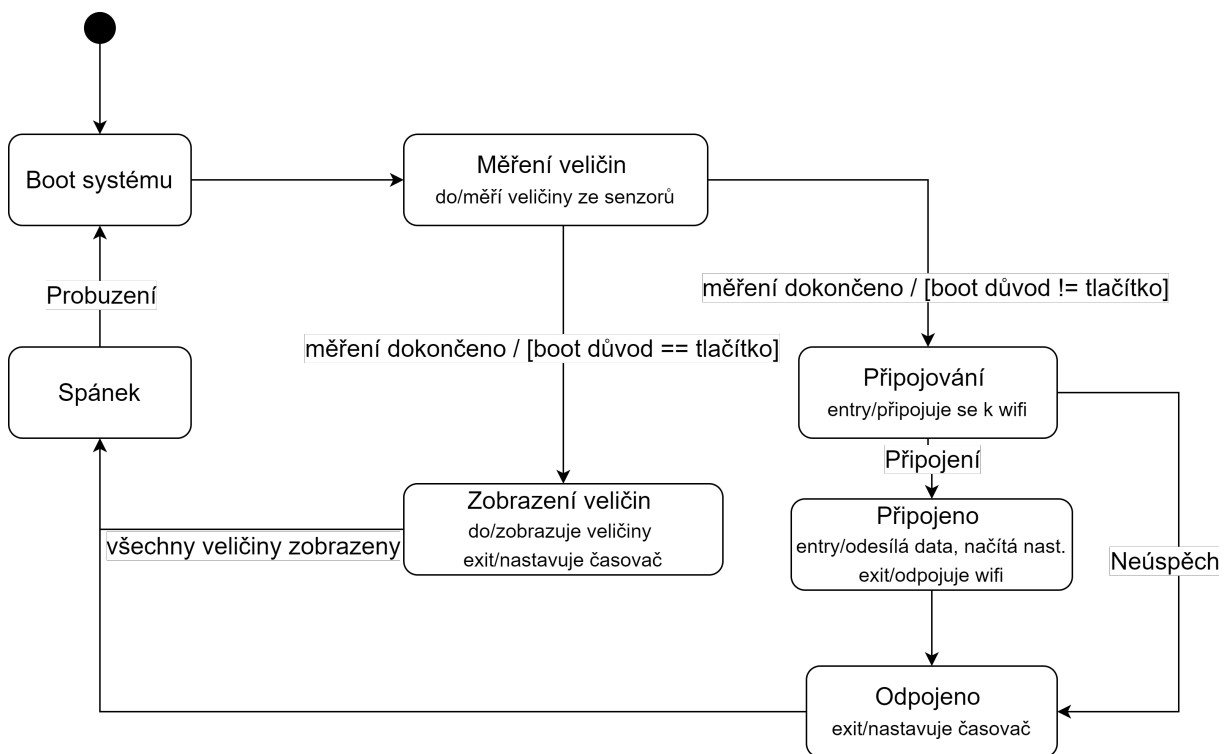 Boot systému
Měření veličin
do/měří veličiny ze senzorů
měření dokončeno / [boot důvod != tlačítko]
Probuzení
měření dokončeno / [boot důvod == tlačítko]
Spánek
Připojování
entry/připojuje se k wifi
Připojení
Zobrazení veličin
do/zobrazuje veličiny
exit/nastavuje časovač
všechny veličiny zobrazeny
Připojeno
entry/odesílá data, načítá nast.
exit/odpojuje wifi
Neúspěch
Odpojeno
exit/nastavuje časovač